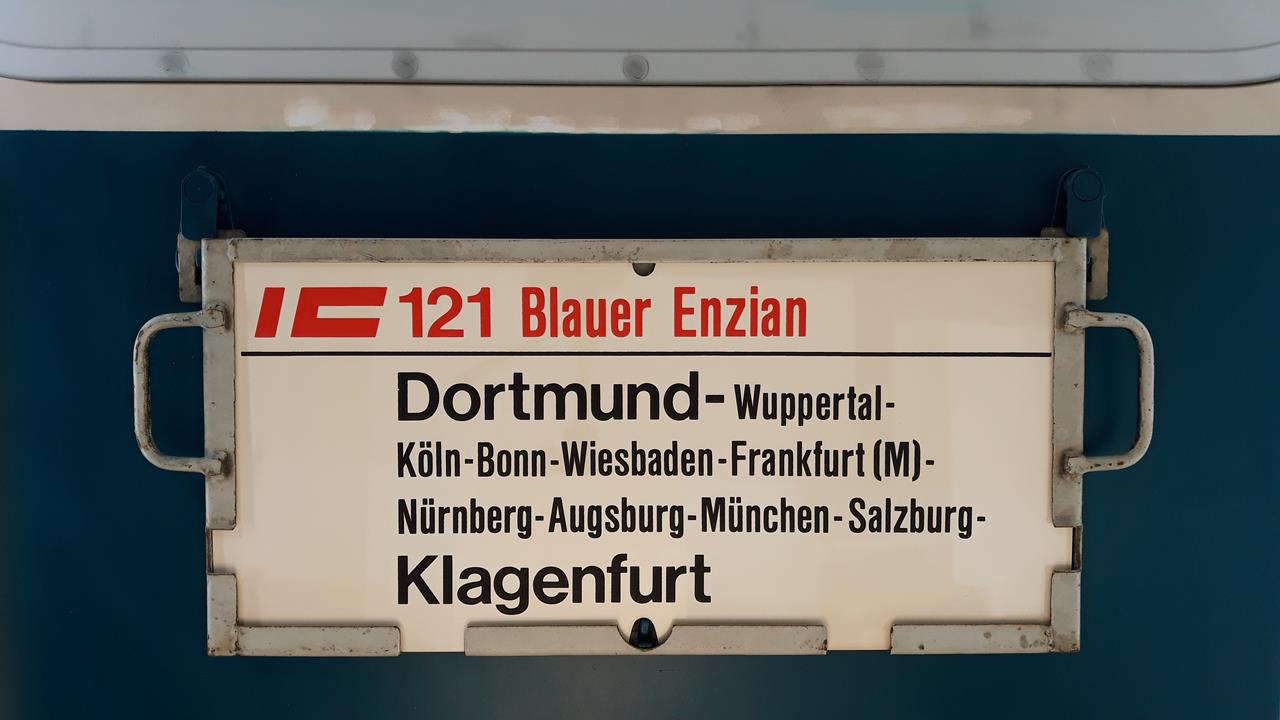 IC 121 Blauer Enzian
Dortmund- Wuppertal-
Köln-Bonn-Wiesbaden-Frankfurt (M)-
Nürnberg-Augsburg-München-Salzburg-
Klagenfurt